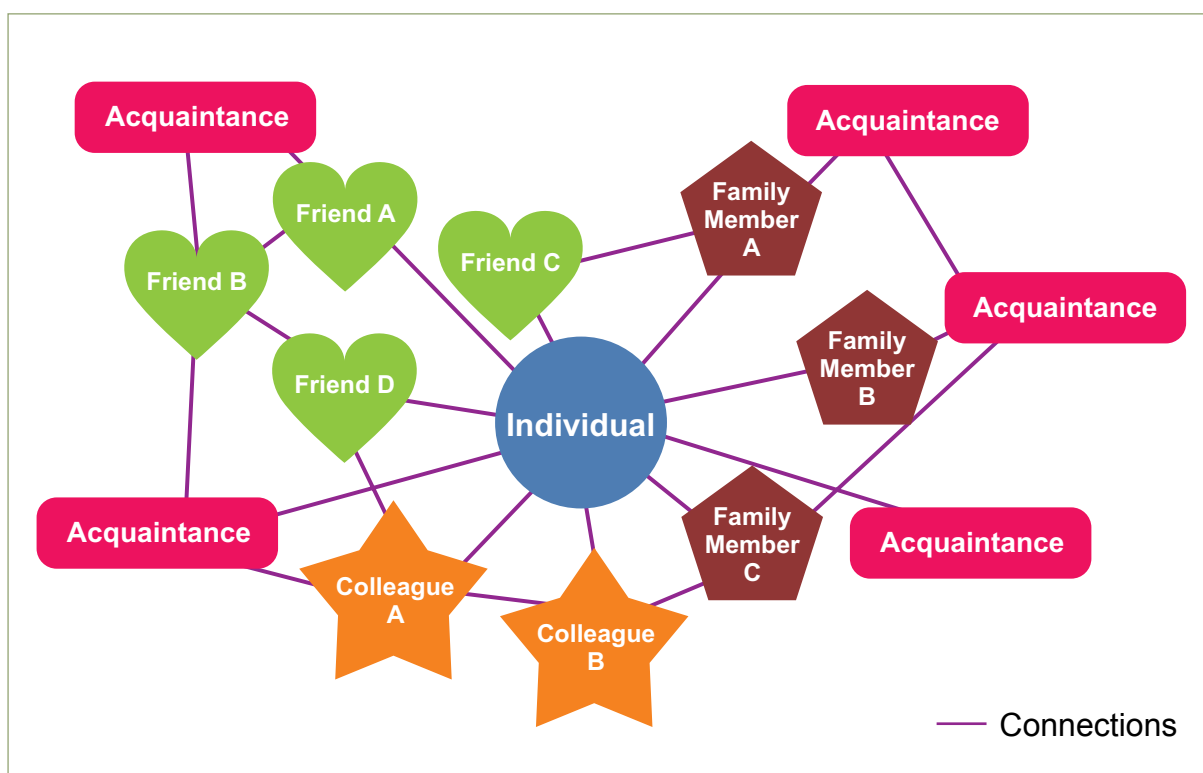 Acquaintance
Acquaintance
Friend A
Family
Member
A
Friend C
Friend B
Acquaintance
Family
Member
B
Friend D
Individual
Acquaintance
Family
Member
C
Acquaintance
Colleague
A
Colleague
B
Connections